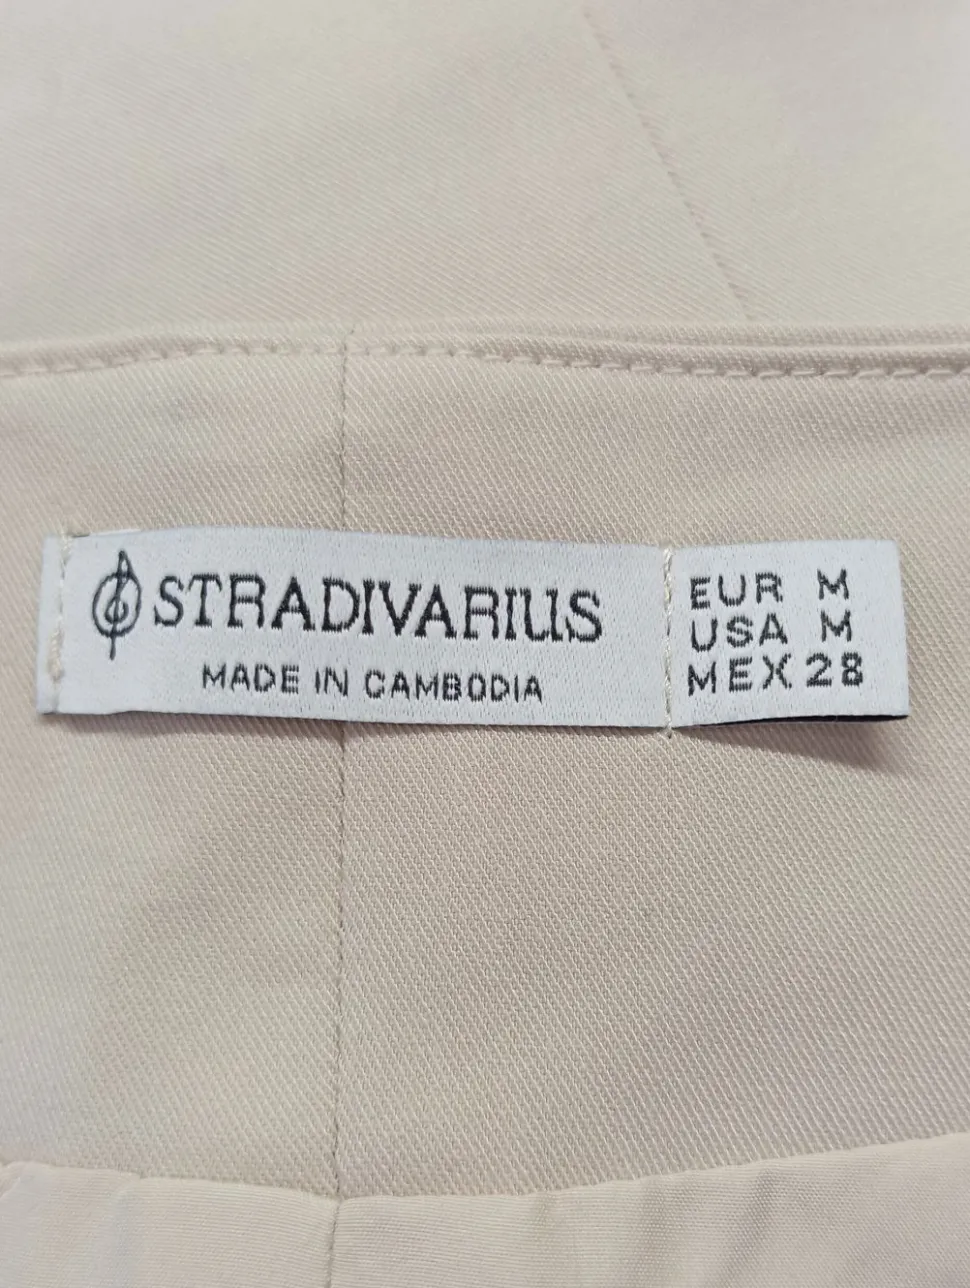 STRADIVARIUS
MADE IN CAMBODIA
EUR M
USA M
MEX 28